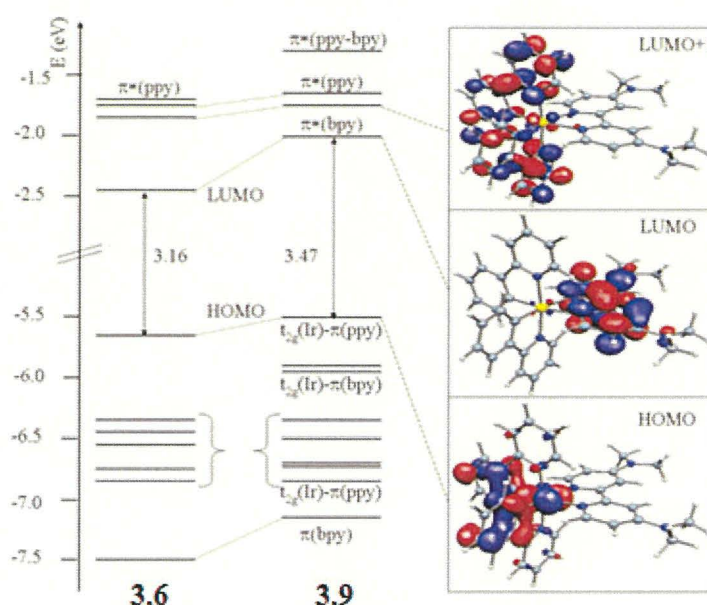 E (eV)
-1.5
-2.0
-2.5
-5.5
-6.0
-6.5
-7.0
-7.5
π*(ppy)
LUMO
3.16
HOMO
3.6
π*(ppy-bpy)
π*(ppy)
π*(bpy)
3.47
t₂g(Ir)-π(ppy)
t₂g(Ir)-π(bpy)
t₂g(Ir)-π(ppy)
π(bpy)
3.9
LUMO+
LUMO
HOMO